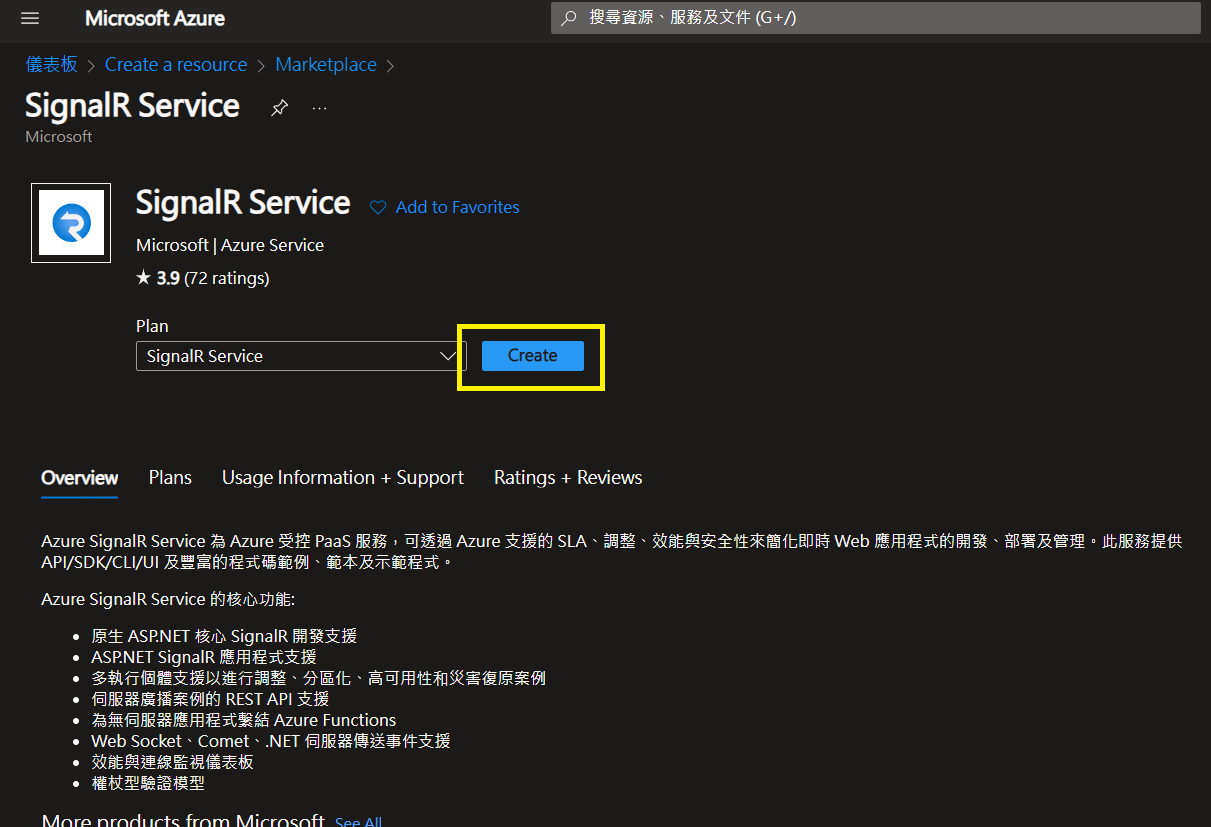 Microsoft Azure
搜尋資源、服務及文件 (G+/)
儀表板 > Create a resource > Marketplace >
SignalR Service
...
Microsoft
SignalR Service
Add to Favorites
Microsoft | Azure Service
★ 3.9 (72 ratings)
Plan
SignalR Service
Create
Overview Plans Usage Information + Support Ratings + Reviews
Azure SignalR Service 為 Azure 受控 PaaS 服務，可透過 Azure 支援的 SLA、調整、效能與安全性來簡化即時 Web 應用程式的開發、部署及管理。此服務提供
API/SDK/CLI/UI 及豐富的程式碼範例、範本及示範程式。
Azure SignalR Service 的核心功能:
• 原生 ASP.NET 核心 SignalR 開發支援
• ASP.NET SignalR 應用程式支援
• 多執行個體支援以進行調整、分區化、高可用性和災害復原案例
• 伺服器廣播案例的 REST API 支援
• 為無伺服器應用程式繫結 Azure Functions
• Web Socket、Comet、.NET 伺服器傳送事件支援
• 效能與連線監視儀表板
• 權杖型驗證模型
More products from Microsoft See All